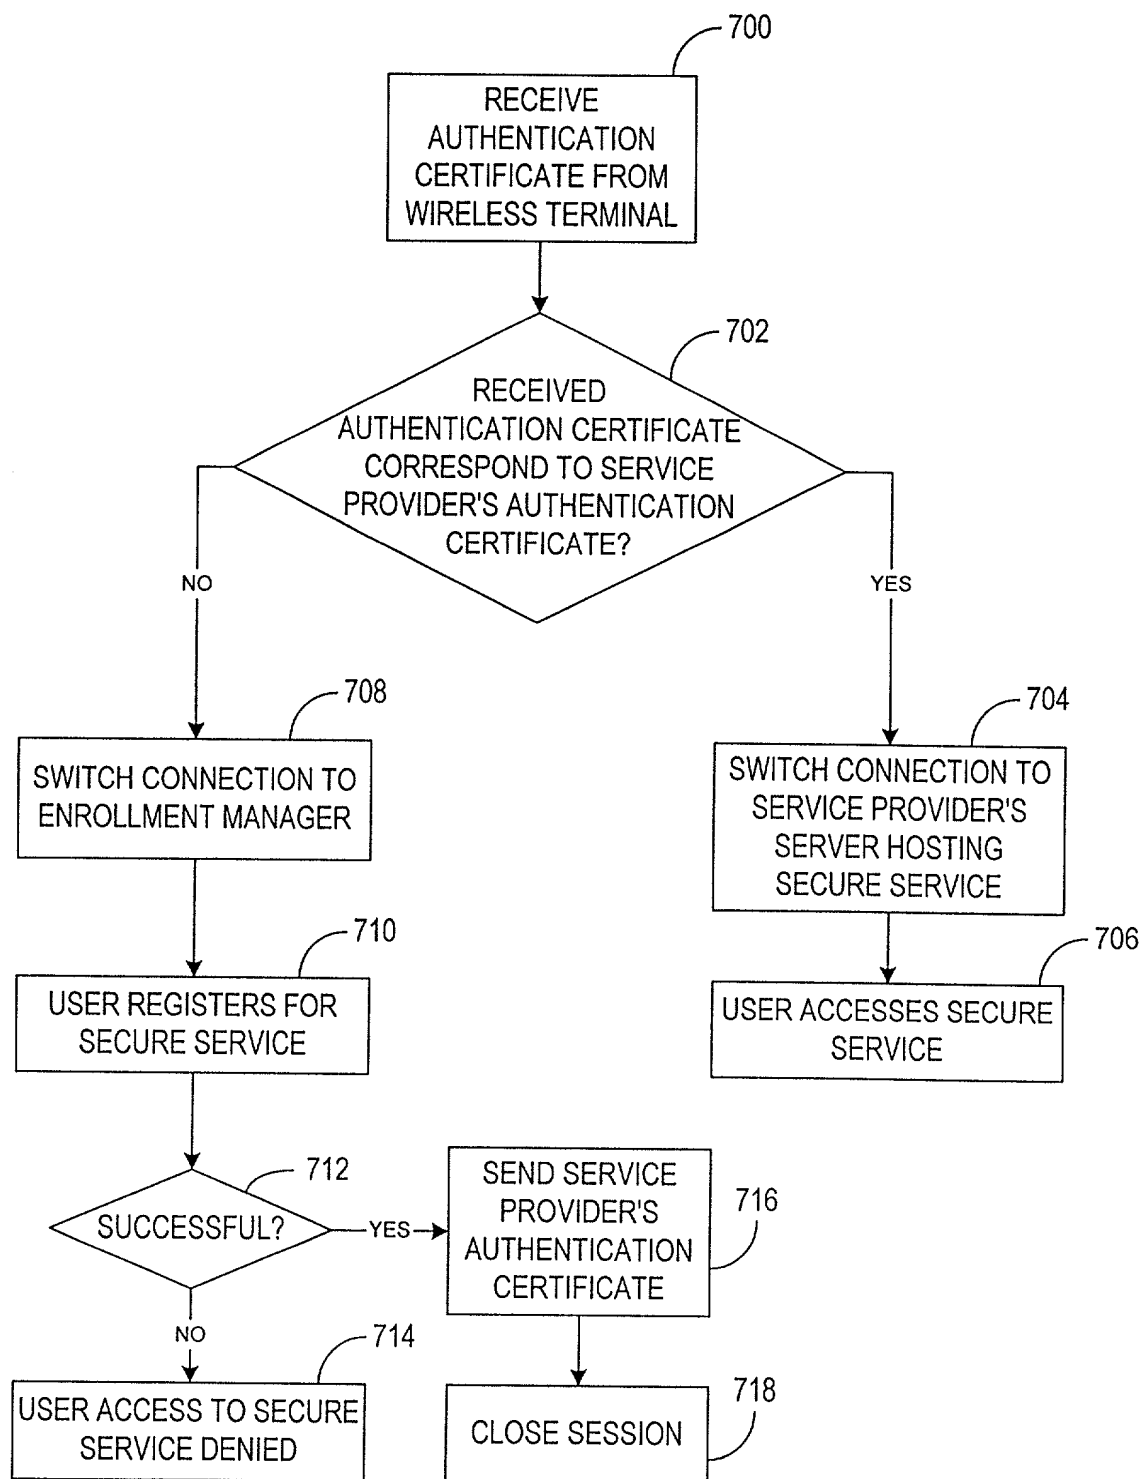 700
RECEIVE
AUTHENTICATION
CERTIFICATE FROM
WIRELESS TERMINAL
702
RECEIVED
AUTHENTICATION CERTIFICATE
CORRESPOND TO SERVICE
PROVIDER'S AUTHENTICATION
CERTIFICATE?
NO
YES
708
SWITCH CONNECTION TO
ENROLLMENT MANAGER
704
SWITCH CONNECTION TO
SERVICE PROVIDER'S
SERVER HOSTING
SECURE SERVICE
710
USER REGISTERS FOR
SECURE SERVICE
706
USER ACCESSES SECURE
SERVICE
712
SUCCESSFUL?
YES
716
SEND SERVICE
PROVIDER'S
AUTHENTICATION
CERTIFICATE
NO
714
USER ACCESS TO SECURE
SERVICE DENIED
718
CLOSE SESSION